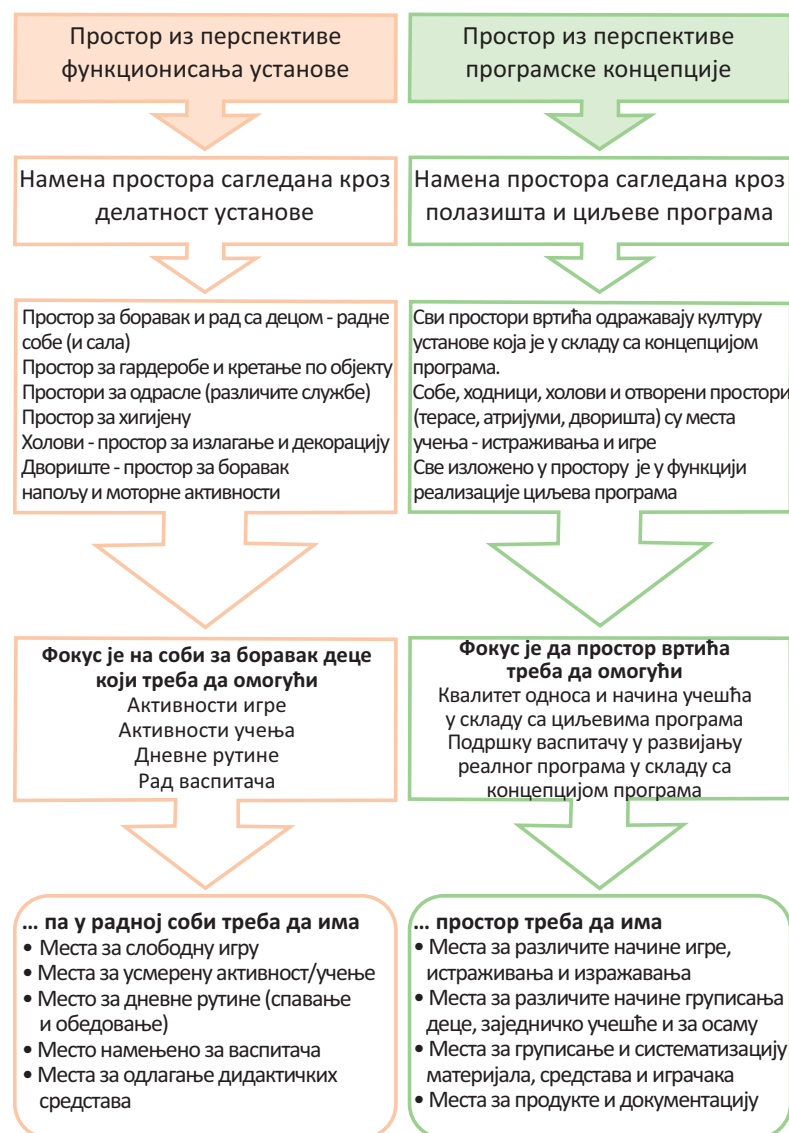 Простор из перспективе
функционисања установе
Намена простора сагледана кроз
делатност установе
Простор за боравак и рад са децом - радне
собе (и сала)
Простор за гардеробе и кретање по објекту
Простори за одрасле (различите службе)
Простор за хигијену
Холови - простор за излагање и декорацију
Двориште - простор за боравак
напољу и моторне активности
Фокус је на соби за боравак деце
који треба да омогући
Активности игре
Активности учења
Дневне рутине
Рад васпитача
... па у радној соби треба да има
• Места за слободну игру
• Места за усмерену активност/учење
• Место за дневне рутине (спавање
и обедовање)
• Место намењено за васпитача
• Места за одлагање дидактичких
средстава
Простор из перспективе
програмске концепције
Намена простора сагледана кроз
полазишта и циљеве програма
Сви простори вртића одражавају културу
установе која је у складу са концепцијом
програма.
Собе, ходници, холови и отворени простори
(терасе, атријуми, дворишта) су места
учења - истраживања и игре
Све изложено у простору је у функцији
реализације циљева програма
Фокус је да простор вртића
треба да омогући
Квалитет односа и начина учешћа
у складу са циљевима програма
Подршку васпитачу у развијању
реалног програма у складу са
концепцијом програма
... простор треба да има
• Места за различите начине игре,
истраживања и изражавања
• Места за различите начине груписања
деце, заједничко учешће и за осаму
• Места за груписање и систематизацију
материјала, средстава и играчака
• Места за продукте и документацију